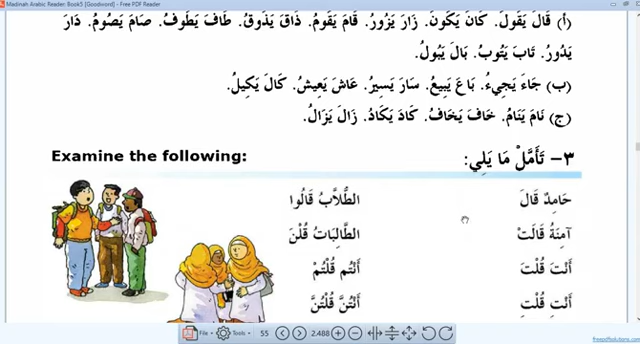 Madinah Arabic Reader: Book5 [Goodword] - Free PDF Reader
(أ) قَالَ يَقُولُ. كَانَ يَكُونُ. زَارَ يَزُورُ. قَامَ يَقُومُ. ذَاقَ يَذُوقُ. طَافَ يَطُوفُ. صَامَ يَصُومُ. دَارَ
يَدُورُ. تَابَ يَتُوبُ. بَالَ يَبُولُ.
(ب) جَاءَ يَجِيءُ. بَاعَ يَبِيعُ. سَارَ يَسِيرُ. عَاشَ يَعِيشُ. كَالَ يَكِيلُ.
(ج) نَامَ يَنَامُ. خَافَ يَخَافُ. كَادَ يَكَادُ. زَالَ يَزَالُ.
Examine the following:
٣- تَأَمَّلْ مَا يَلِي:
حَامِدٌ قَالَ
الطُّلَّابُ قَالُوا
آمِنَةُ قَالَتْ
الطَّالِبَاتُ قُلْنَ
أَنْتَ قُلْتَ
أَنْتُم قُلْتُمْ
أَنْتِ قُلْتِ
أَنْتُنَّ قُلْتُنَّ
File
Tools
55
2.488
freepdfsolutions.com